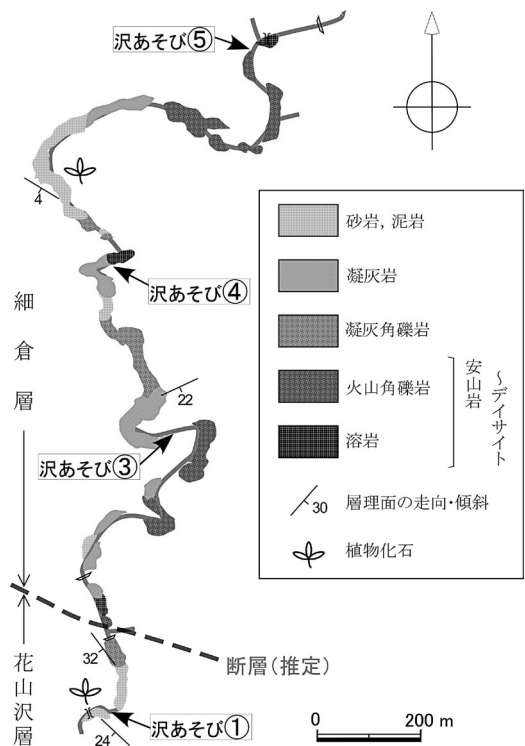 沢あそび⑤
4
沢あそび④
細倉層
22
沢あそび③
32
断層(推定)
花山沢層
沢あそび①
24
砂岩, 泥岩
凝灰岩
凝灰角礫岩
火山角礫岩
溶岩
安山岩
~デイサイト
30 層理面の走向・傾斜
植物化石
0 200 m